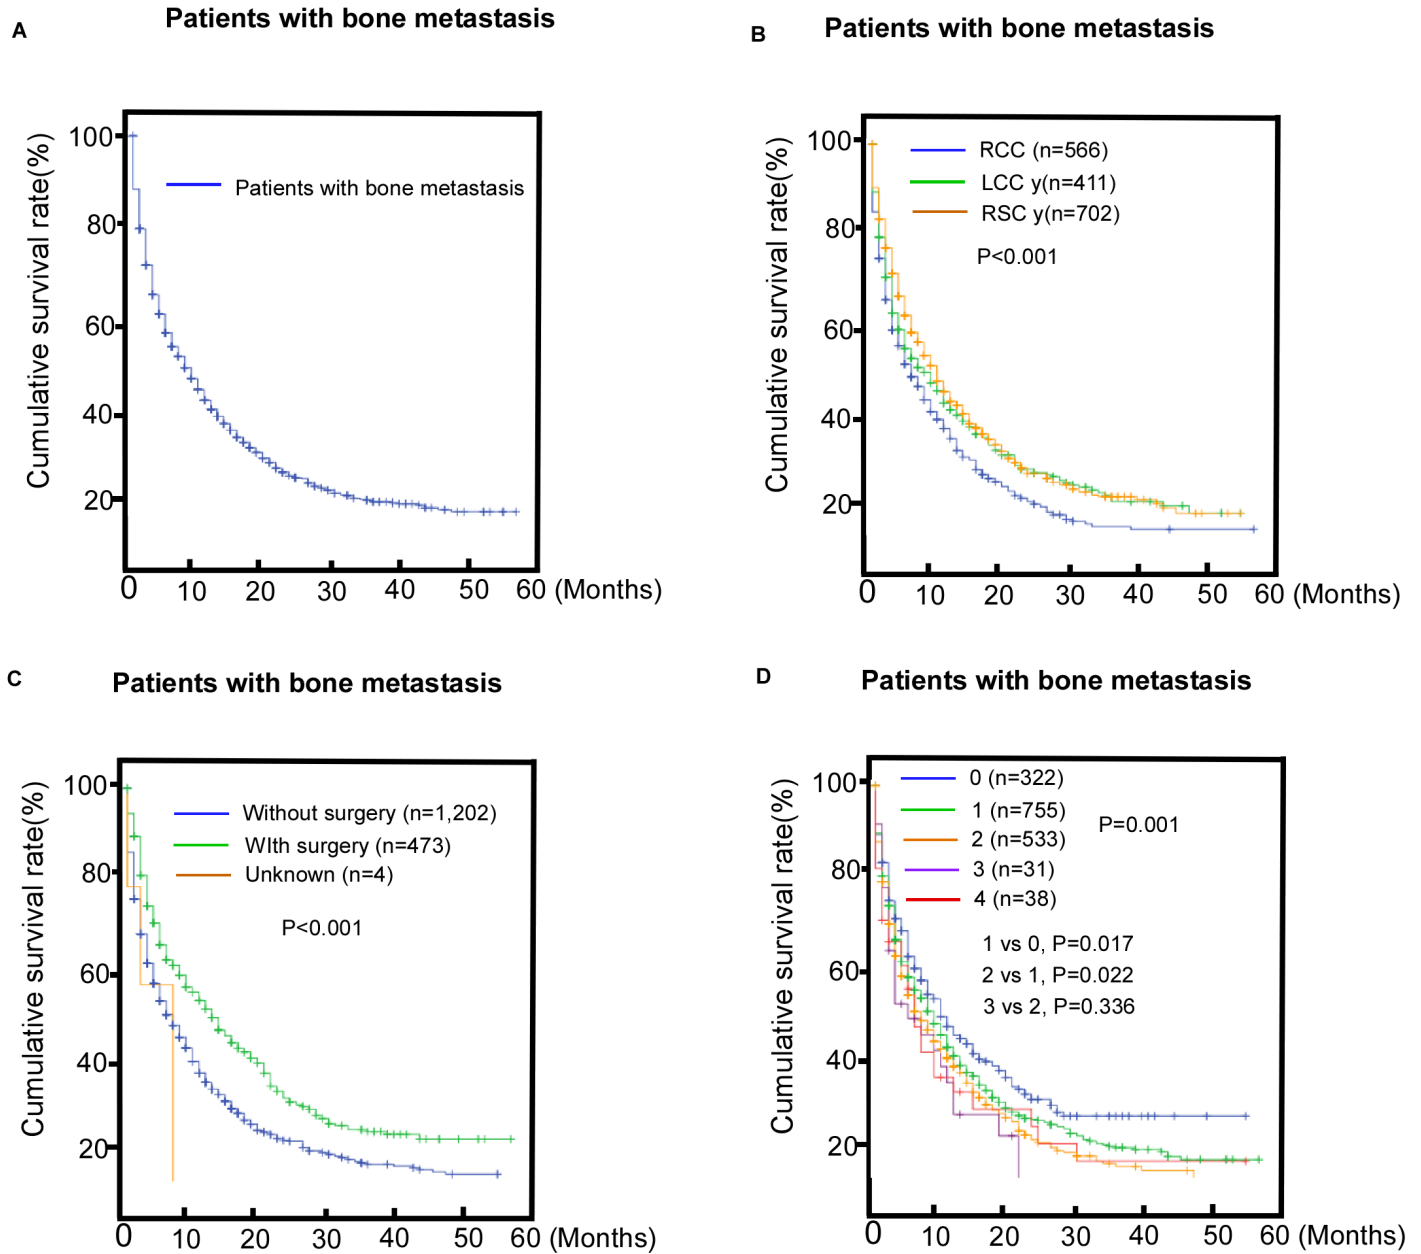 A
Patients with bone metastasis
Cumulative survival rate(%)
100
80
60
40
20
Patients with bone metastasis
0 10 20 30 40 50 60 (Months)
B
Patients with bone metastasis
Cumulative survival rate(%)
100
80
60
40
20
RCC (n=566)
LCC y(n=411)
RSC y(n=702)
P<0.001
0 10 20 30 40 50 60 (Months)
C
Patients with bone metastasis
Cumulative survival rate(%)
100
80
60
40
20
Without surgery (n=1,202)
WIth surgery (n=473)
Unknown (n=4)
P<0.001
0 10 20 30 40 50 60 (Months)
D
Patients with bone metastasis
Cumulative survival rate(%)
100
80
60
40
20
0 (n=322)
1 (n=755)
2 (n=533)
3 (n=31)
4 (n=38)
P=0.001
1 vs 0, P=0.017
2 vs 1, P=0.022
3 vs 2, P=0.336
0 10 20 30 40 50 60 (Months)